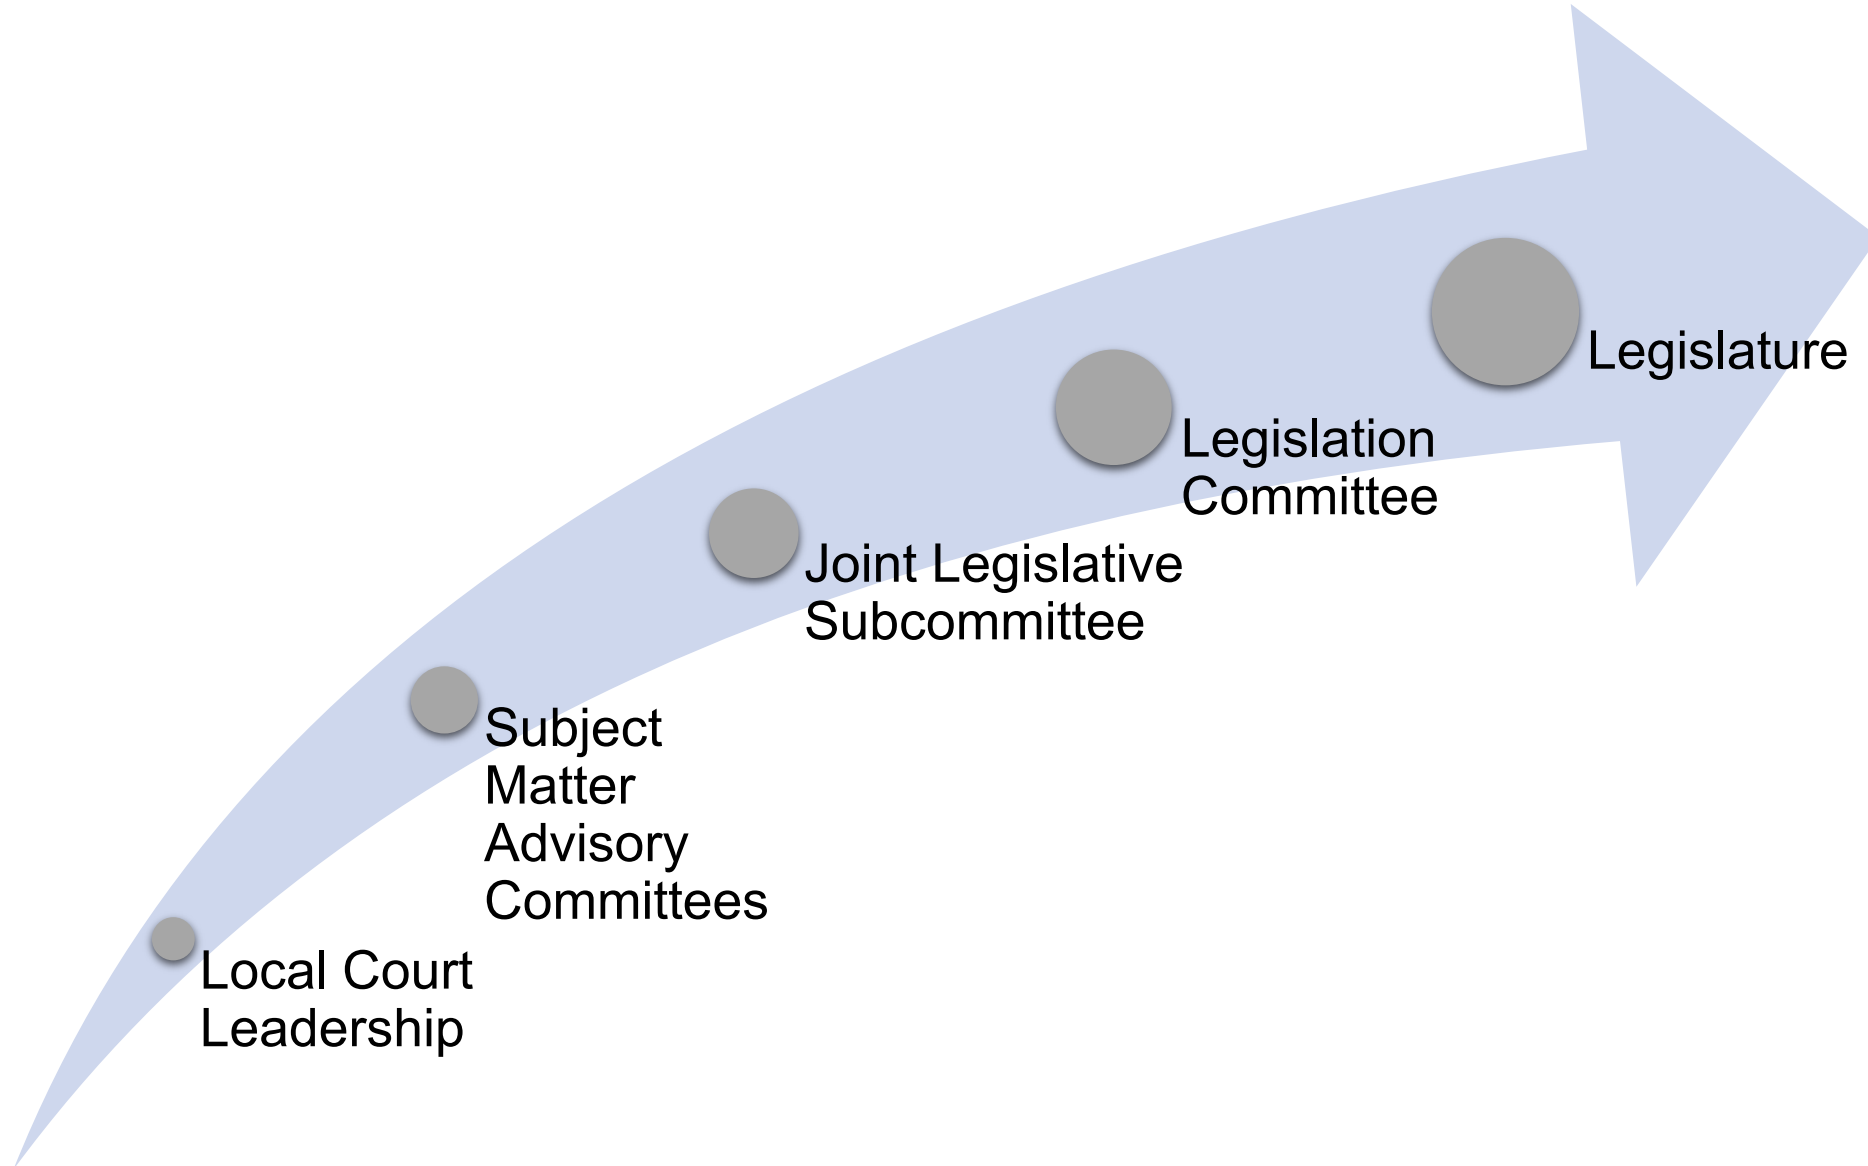 Legislature
Legislation
Committee
Joint Legislative
Subcommittee
Subject
Matter
Advisory
Committees
Local Court
Leadership